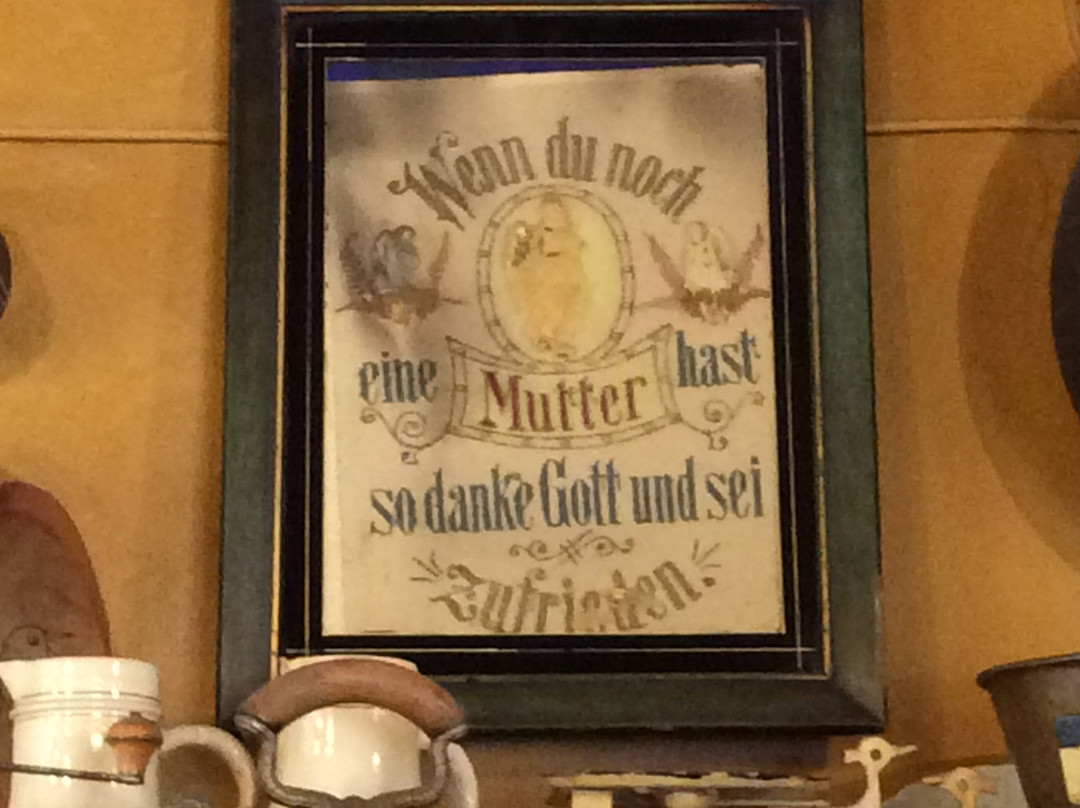 Wenn du noch
eine Mutter hast
so danke Gott und sei
Zufrieden.